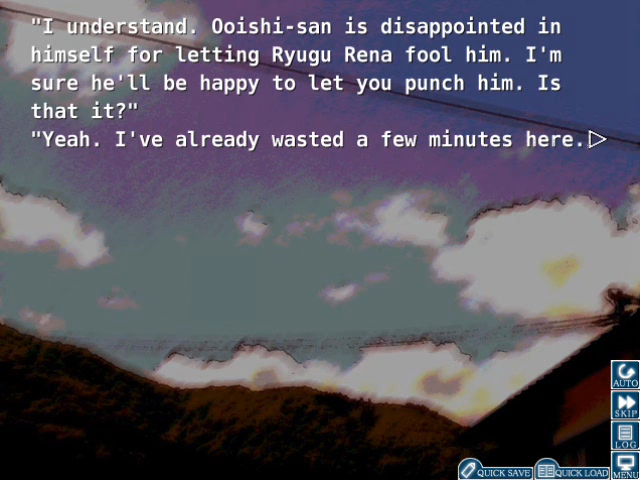 "I understand. Ooishi-san is disappointed in
himself for letting Ryugu Rena fool him. I'm
sure he'll be happy to let you punch him. Is
that it?"
"Yeah. I've already wasted a few minutes here.
AUTO
SKIP
LOG
MENU
QUICK SAVE
QUICK LOAD